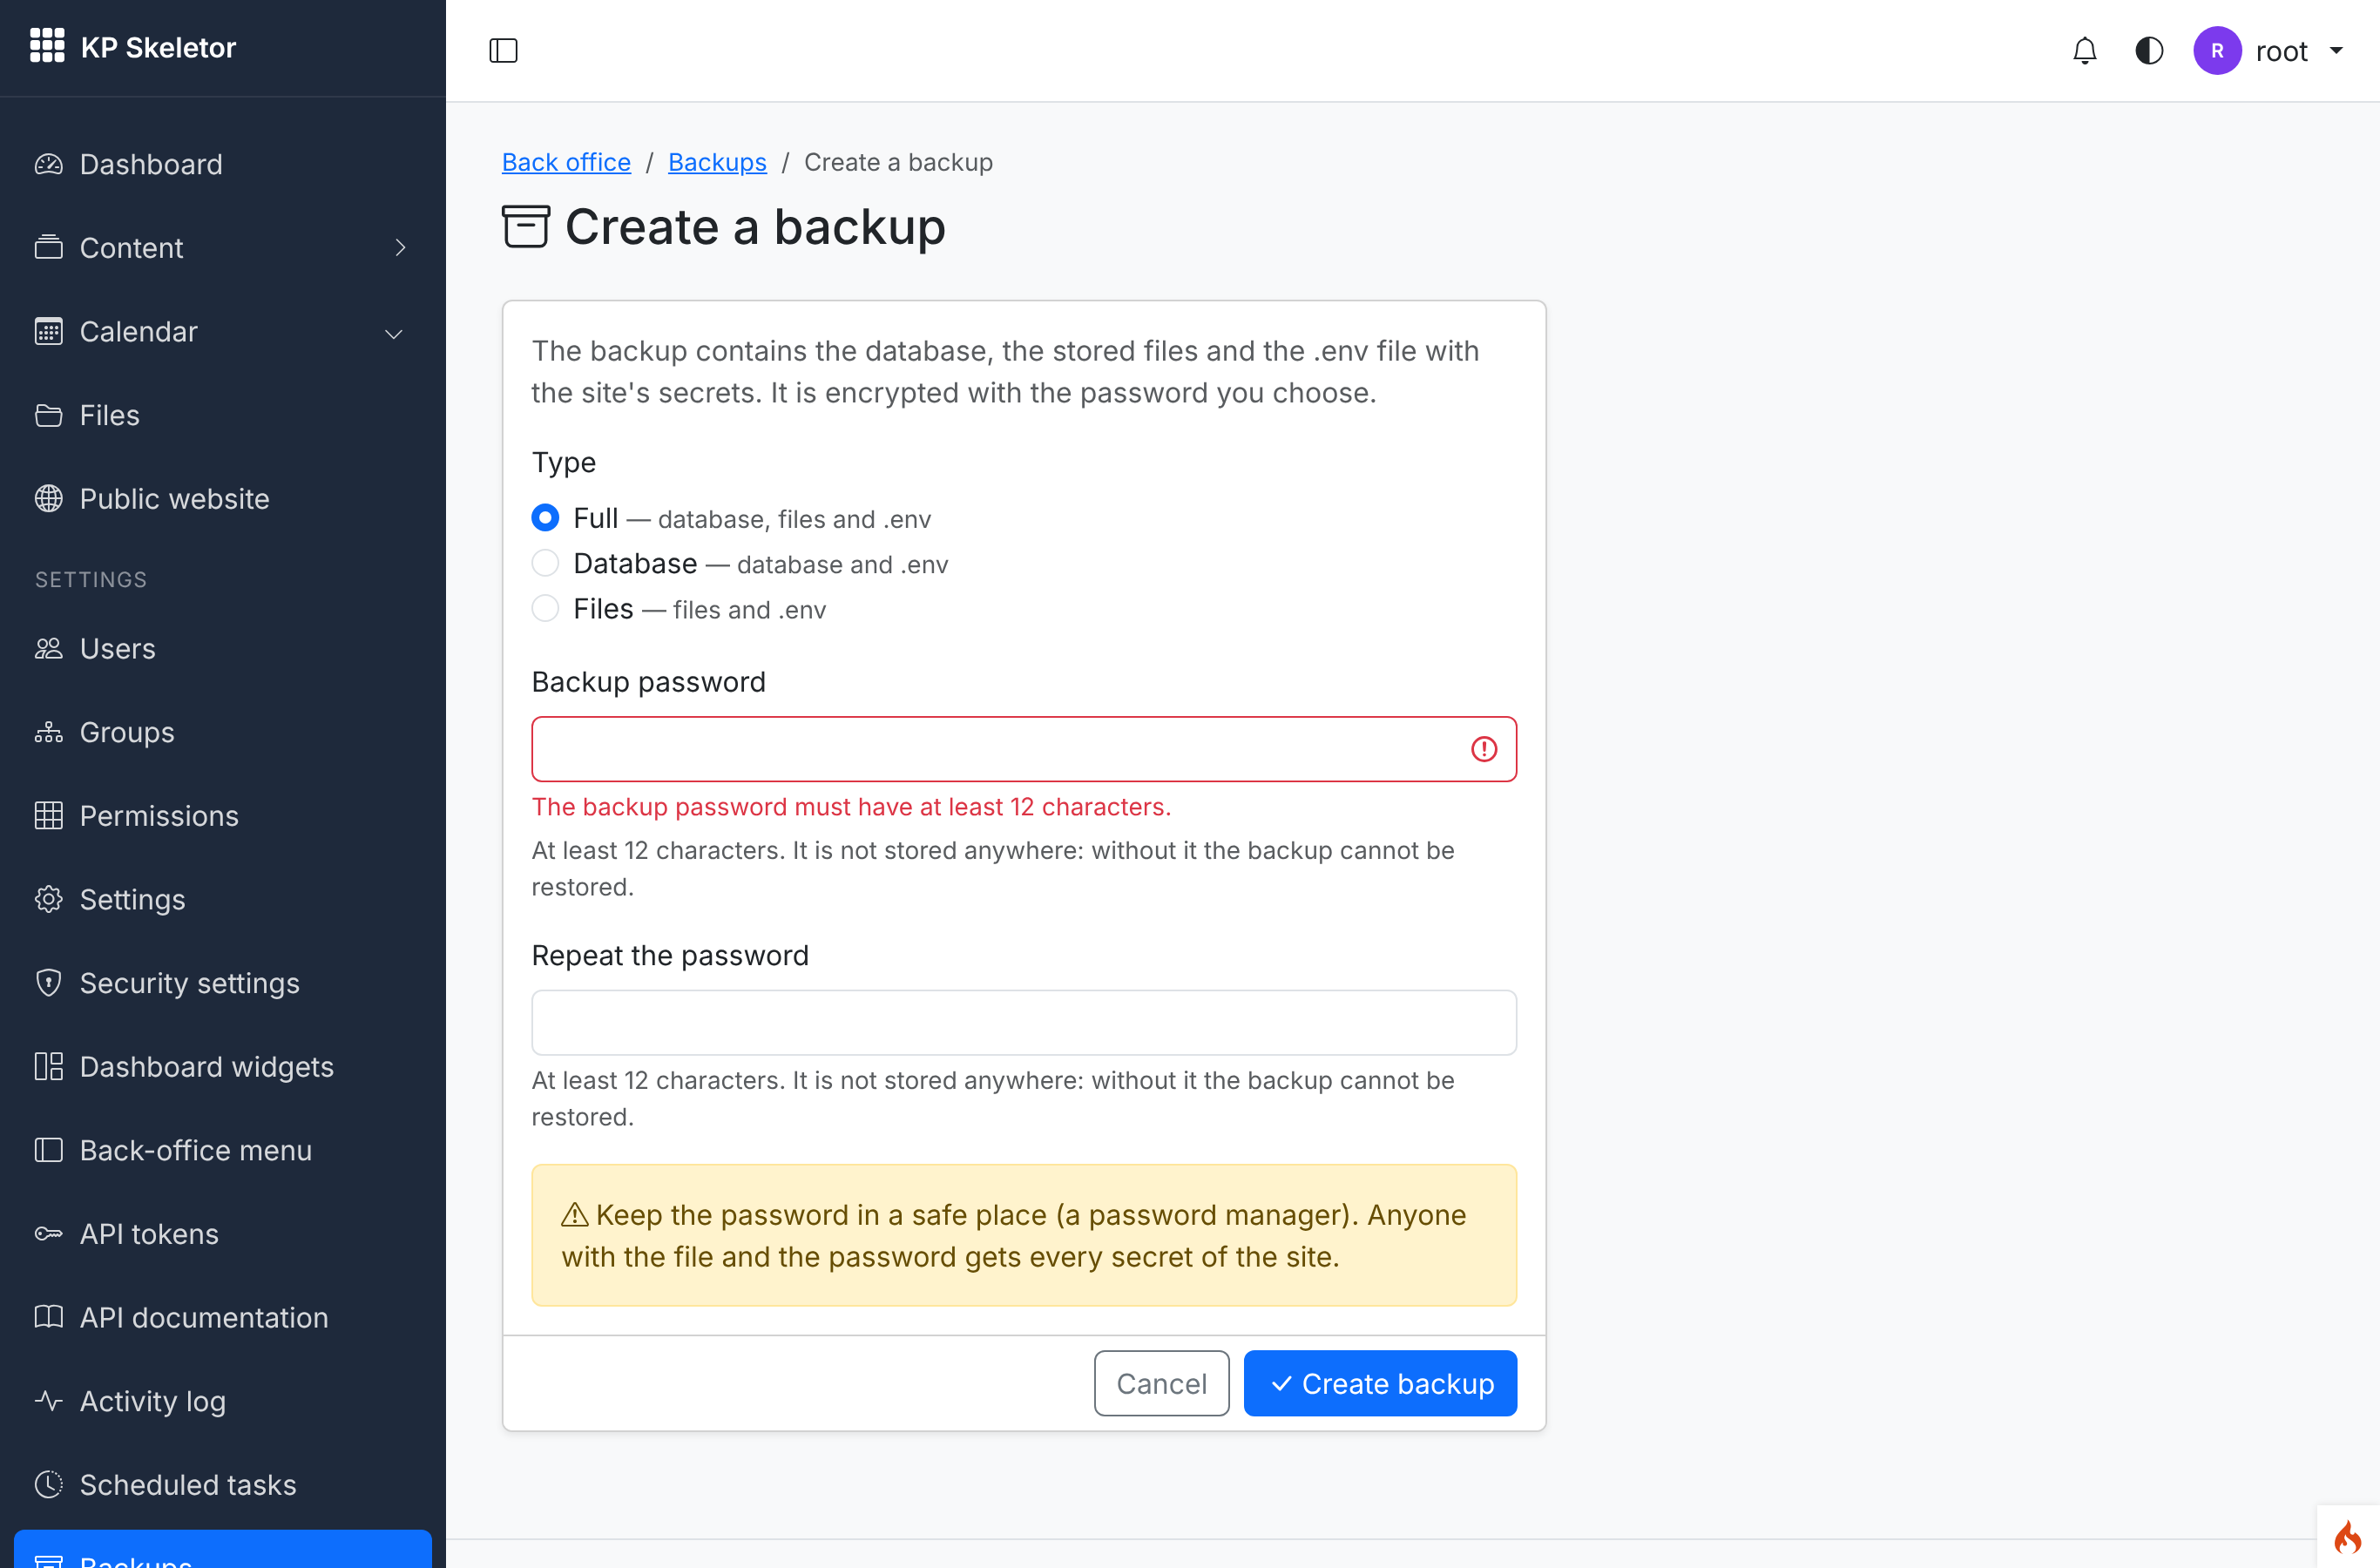 KP Skeletor
R
root
Dashboard
Content
Calendar
Files
Public website
SETTINGS
Users
Groups
Permissions
Settings
Security settings
Dashboard widgets
Back-office menu
API tokens
API documentation
Activity log
Scheduled tasks
Backups
Back office / Backups / Create a backup
Create a backup
The backup contains the database, the stored files and the .env file with
the site's secrets. It is encrypted with the password you choose.
Type
Full — database, files and .env
Database — database and .env
Files — files and .env
Backup password
The backup password must have at least 12 characters.
At least 12 characters. It is not stored anywhere: without it the backup cannot be
restored.
Repeat the password
At least 12 characters. It is not stored anywhere: without it the backup cannot be
restored.
Keep the password in a safe place (a password manager). Anyone
with the file and the password gets every secret of the site.
Cancel
Create backup